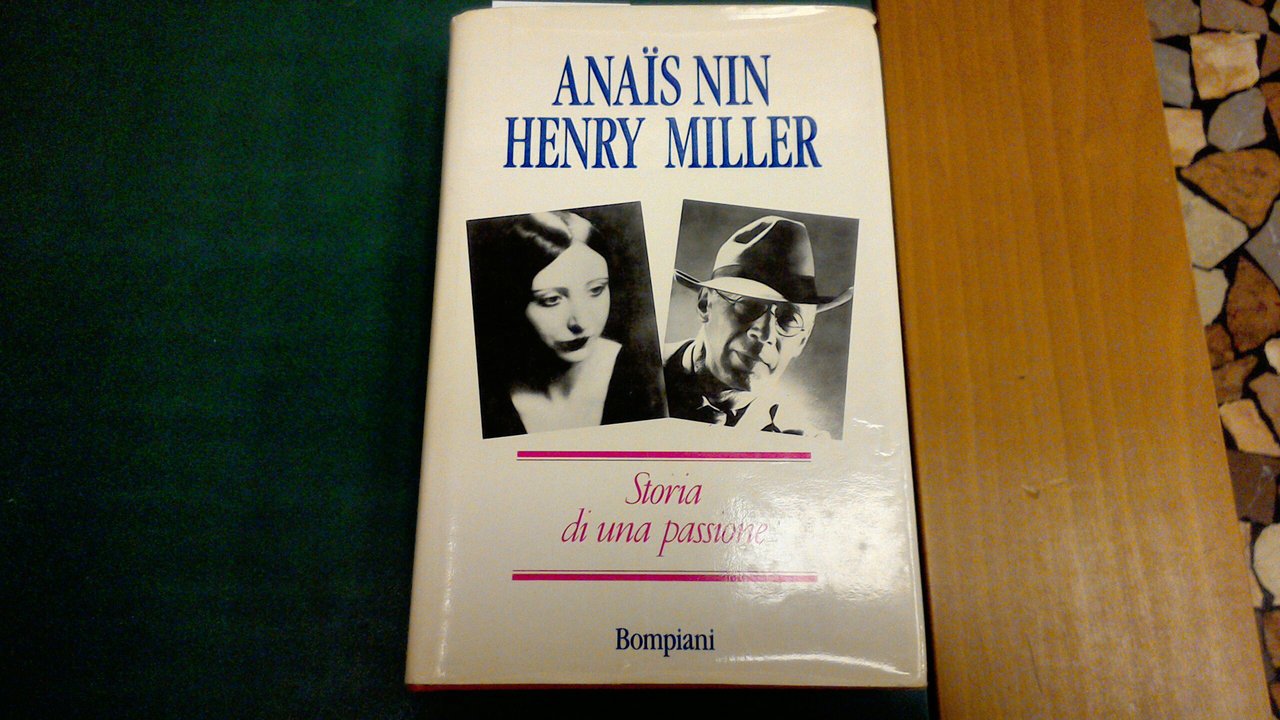 ANAÏS NIN
HENRY MILLER
Storia
di una passione
Bompiani